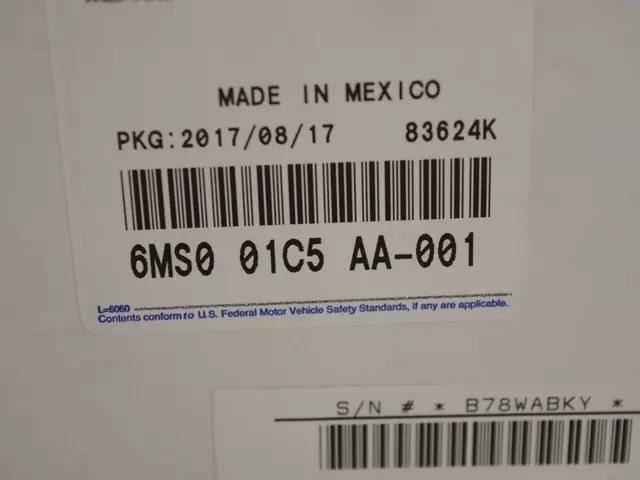 MADE IN MEXICO
PKG:2017/08/17 83624K
6MS0 01C5 AA-001
L=6060
Contents conform to U.S. Federal Motor Vehicle Safety Standards, if any are applicable.
S/N # * B78WABKY *